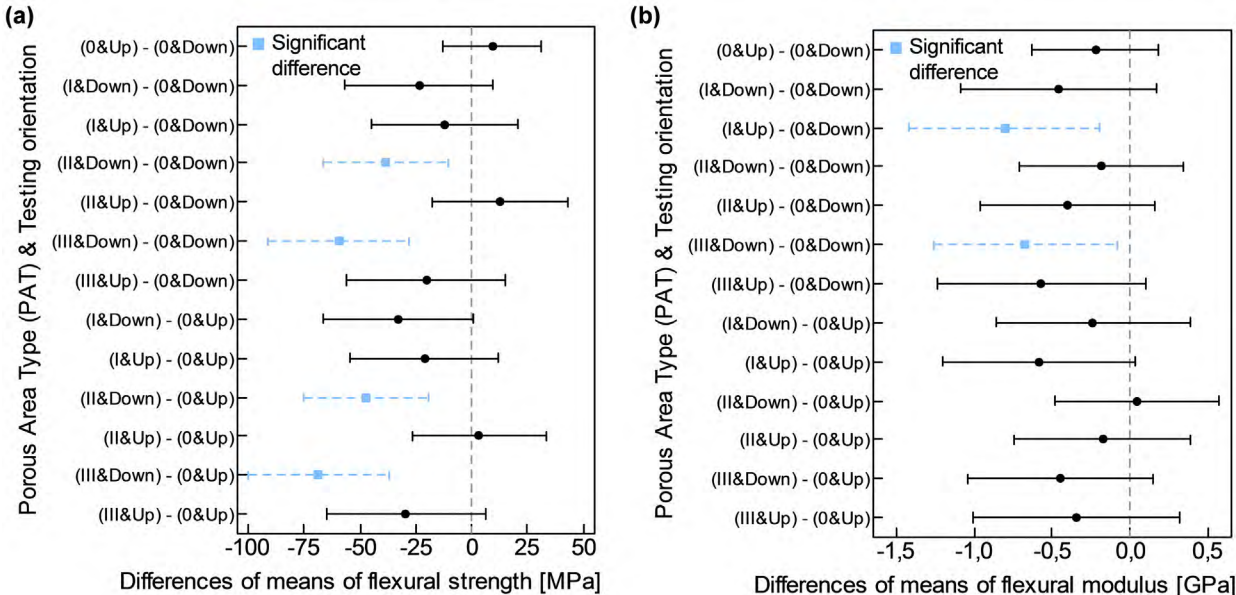 (a)
Porous Area Type (PAT) & Testing orientation
Significant
difference
(0&Up) - (0&Down)
(I&Down) - (0&Down)
(I&Up) - (0&Down)
(II&Down) - (0&Down)
(II&Up) - (0&Down)
(III&Down) - (0&Down)
(III&Up) - (0&Down)
(I&Down) - (0&Up)
(I&Up) - (0&Up)
(II&Down) - (0&Up)
(II&Up) - (0&Up)
(III&Down) - (0&Up)
(III&Up) - (0&Up)
-100 -75 -50 -25 0 25 50
Differences of means of flexural strength [MPa]
(b)
Porous Area Type (PAT) & Testing orientation
Significant
difference
(0&Up) - (0&Down)
(I&Down) - (0&Down)
(I&Up) - (0&Down)
(II&Down) - (0&Down)
(II&Up) - (0&Down)
(III&Down) - (0&Down)
(III&Up) - (0&Down)
(I&Down) - (0&Up)
(I&Up) - (0&Up)
(II&Down) - (0&Up)
(II&Up) - (0&Up)
(III&Down) - (0&Up)
(III&Up) - (0&Up)
-1,5 -1,0 -0,5 0,0 0,5
Differences of means of flexural modulus [GPa]